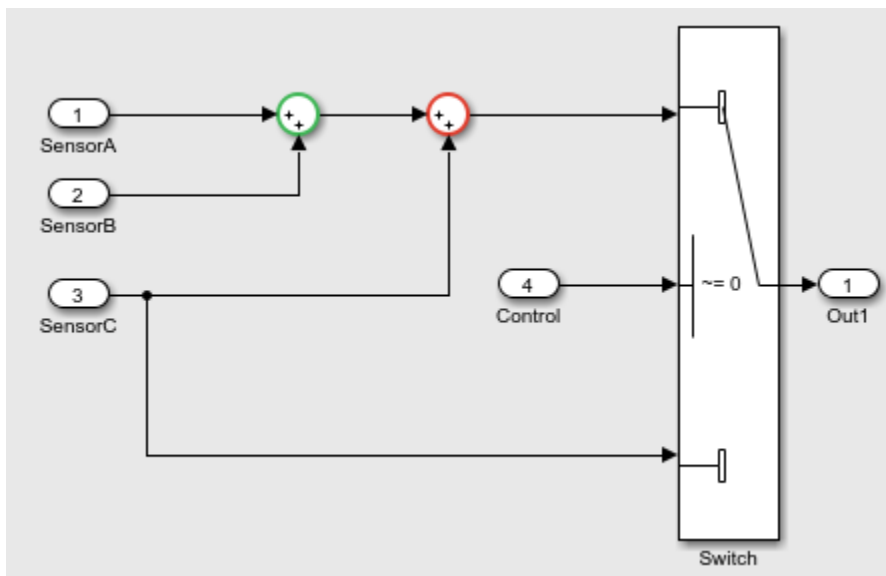 1
SensorA
2
SensorB
3
SensorC
4
Control
~= 0
1
Out1
Switch